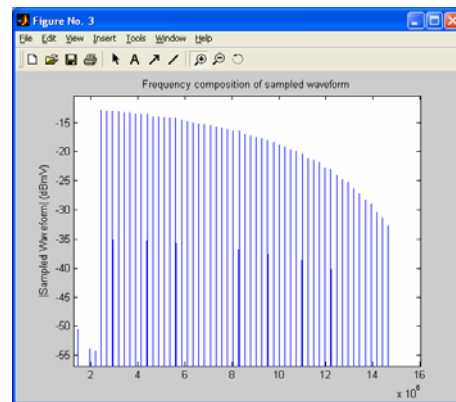 Figure No. 3
File Edit View Insert Tools Window Help
A
Frequency composition of sampled waveform
|Sampled Waveform| (dBmV)
-15
-20
-25
-30
-35
-40
-45
-50
-55
2 4 6 8 10 12 14 16
x 10⁶